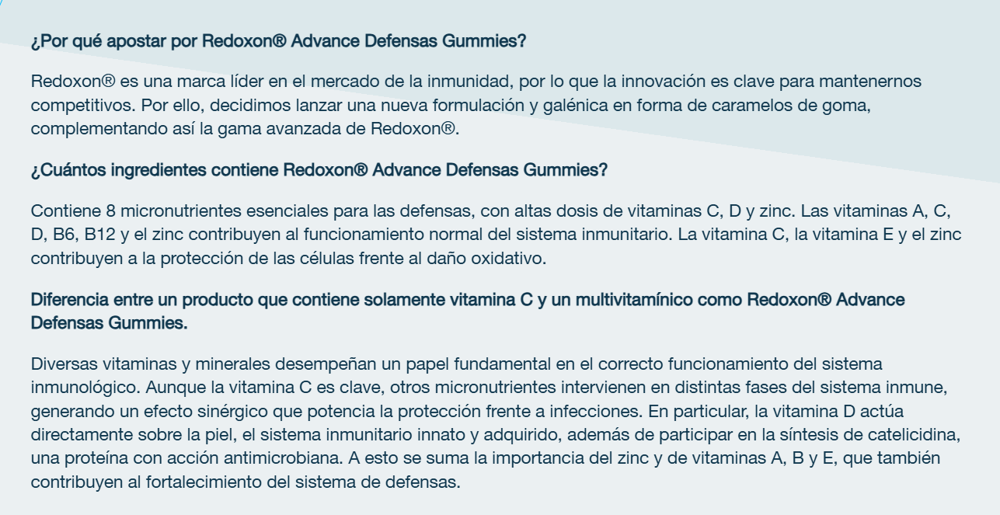 ¿Por qué apostar por Redoxon® Advance Defensas Gummies?
Redoxon® es una marca líder en el mercado de la inmunidad, por lo que la innovación es clave para mantenernos
competitivos. Por ello, decidimos lanzar una nueva formulación y galénica en forma de caramelos de goma,
complementando así la gama avanzada de Redoxon®.
¿Cuántos ingredientes contiene Redoxon® Advance Defensas Gummies?
Contiene 8 micronutrientes esenciales para las defensas, con altas dosis de vitaminas C, D y zinc. Las vitaminas A, C,
D, B6, B12 y el zinc contribuyen al funcionamiento normal del sistema inmunitario. La vitamina C, la vitamina E y el zinc
contribuyen a la protección de las células frente al daño oxidativo.
Diferencia entre un producto que contiene solamente vitamina C y un multivitamínico como Redoxon® Advance
Defensas Gummies.
Diversas vitaminas y minerales desempeñan un papel fundamental en el correcto funcionamiento del sistema
inmunológico. Aunque la vitamina C es clave, otros micronutrientes intervienen en distintas fases del sistema inmune,
generando un efecto sinérgico que potencia la protección frente a infecciones. En particular, la vitamina D actúa
directamente sobre la piel, el sistema inmunitario innato y adquirido, además de participar en la síntesis de catelicidina,
una proteína con acción antimicrobiana. A esto se suma la importancia del zinc y de vitaminas A, B y E, que también
contribuyen al fortalecimiento del sistema de defensas.